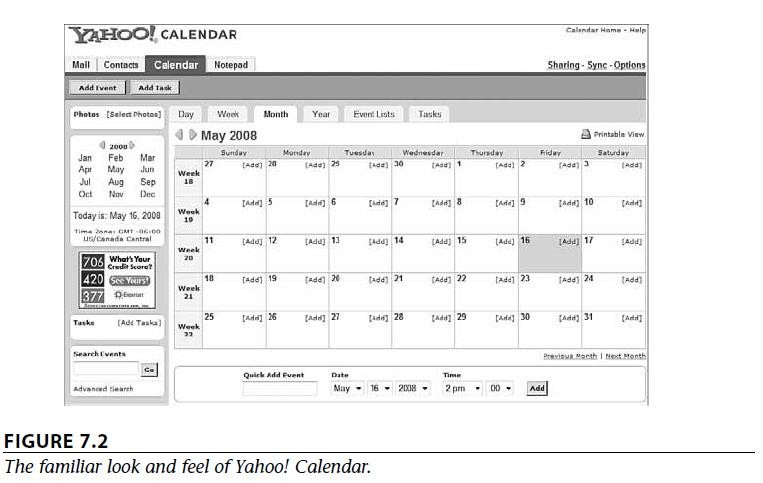 YAHOO! CALENDAR
Calendar Home - Help
Mail Contacts Calendar Notepad
Sharing - Sync - Options
Add Event Add Task
Photos [Select Photos]
Day Week Month Year Event Lists Tasks
May 2008
Printable View
2008
Jan Feb Mar
Apr May Jun
Jul Aug Sep
Oct Nov Dec
Today is: May 16, 2008
Time Zone: GMT -06:00
US/Canada Central
706 What's Your
Credit Score?
420 See Yours!
377 Experian
Tasks [Add Tasks]
Search Events
Go
Advanced Search
Sunday Monday Tuesday Wednesday Thursday Friday Saturday
Week 18
27 [Add] 28 [Add] 29 [Add] 30 [Add] 1 [Add] 2 [Add] 3 [Add]
Week 19
4 [Add] 5 [Add] 6 [Add] 7 [Add] 8 [Add] 9 [Add] 10 [Add]
Week 20
11 [Add] 12 [Add] 13 [Add] 14 [Add] 15 [Add] 16 [Add] 17 [Add]
Week 21
18 [Add] 19 [Add] 20 [Add] 21 [Add] 22 [Add] 23 [Add] 24 [Add]
Week 22
25 [Add] 26 [Add] 27 [Add] 28 [Add] 29 [Add] 30 [Add] 31 [Add]
Previous Month | Next Month
Quick Add Event Date Time
May 16 2008 2 pm :00 Add
FIGURE 7.2
The familiar look and feel of Yahoo! Calendar.